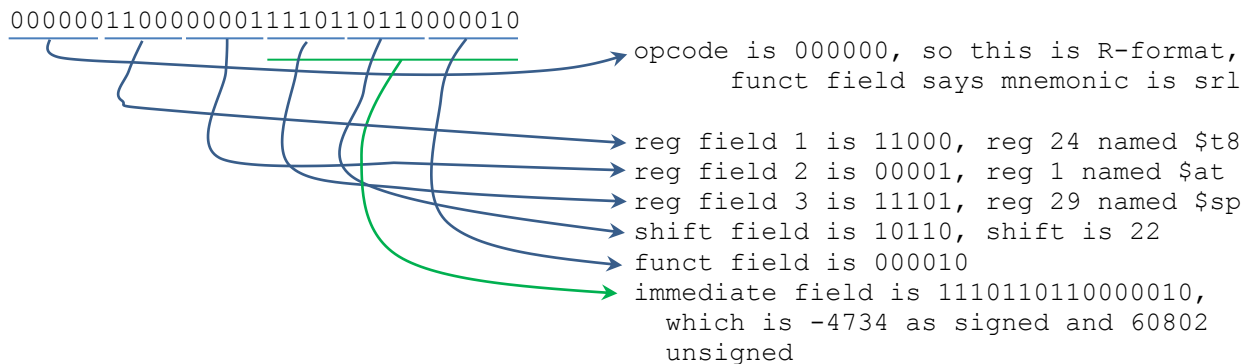 00000011000000011110110110000010
opcode is 000000, so this is R-format,
funct field says mnemonic is srl
reg field 1 is 11000, reg 24 named $t8
reg field 2 is 00001, reg 1 named $at
reg field 3 is 11101, reg 29 named $sp
shift field is 10110, shift is 22
funct field is 000010
immediate field is 1110110110000010,
which is -4734 as signed and 60802
unsigned